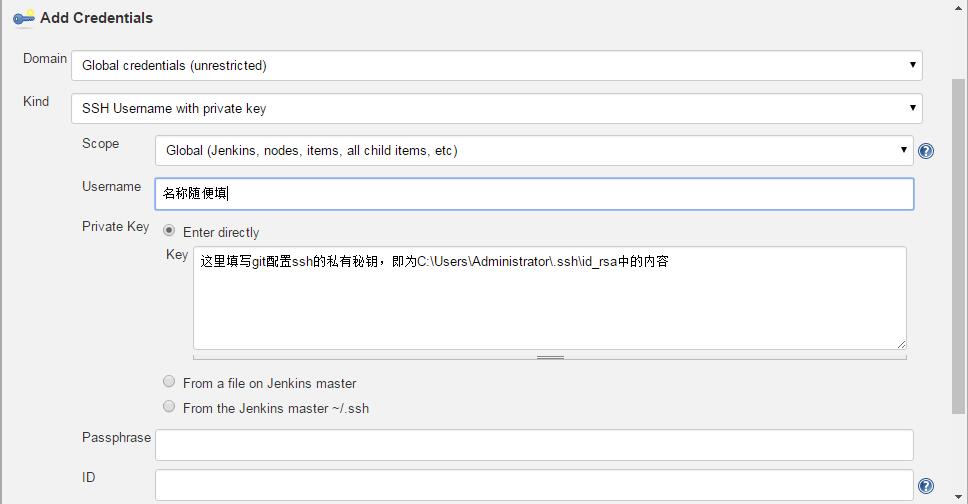 Add Credentials
Domain Global credentials (unrestricted)
Kind SSH Username with private key
Scope Global (Jenkins, nodes, items, all child items, etc)
Username 名称随便填
Private Key Enter directly
Key 这里填写git配置ssh的私有秘钥，即为C:\Users\Administrator\.ssh\id_rsa中的内容
From a file on Jenkins master
From the Jenkins master ~/.ssh
Passphrase
ID